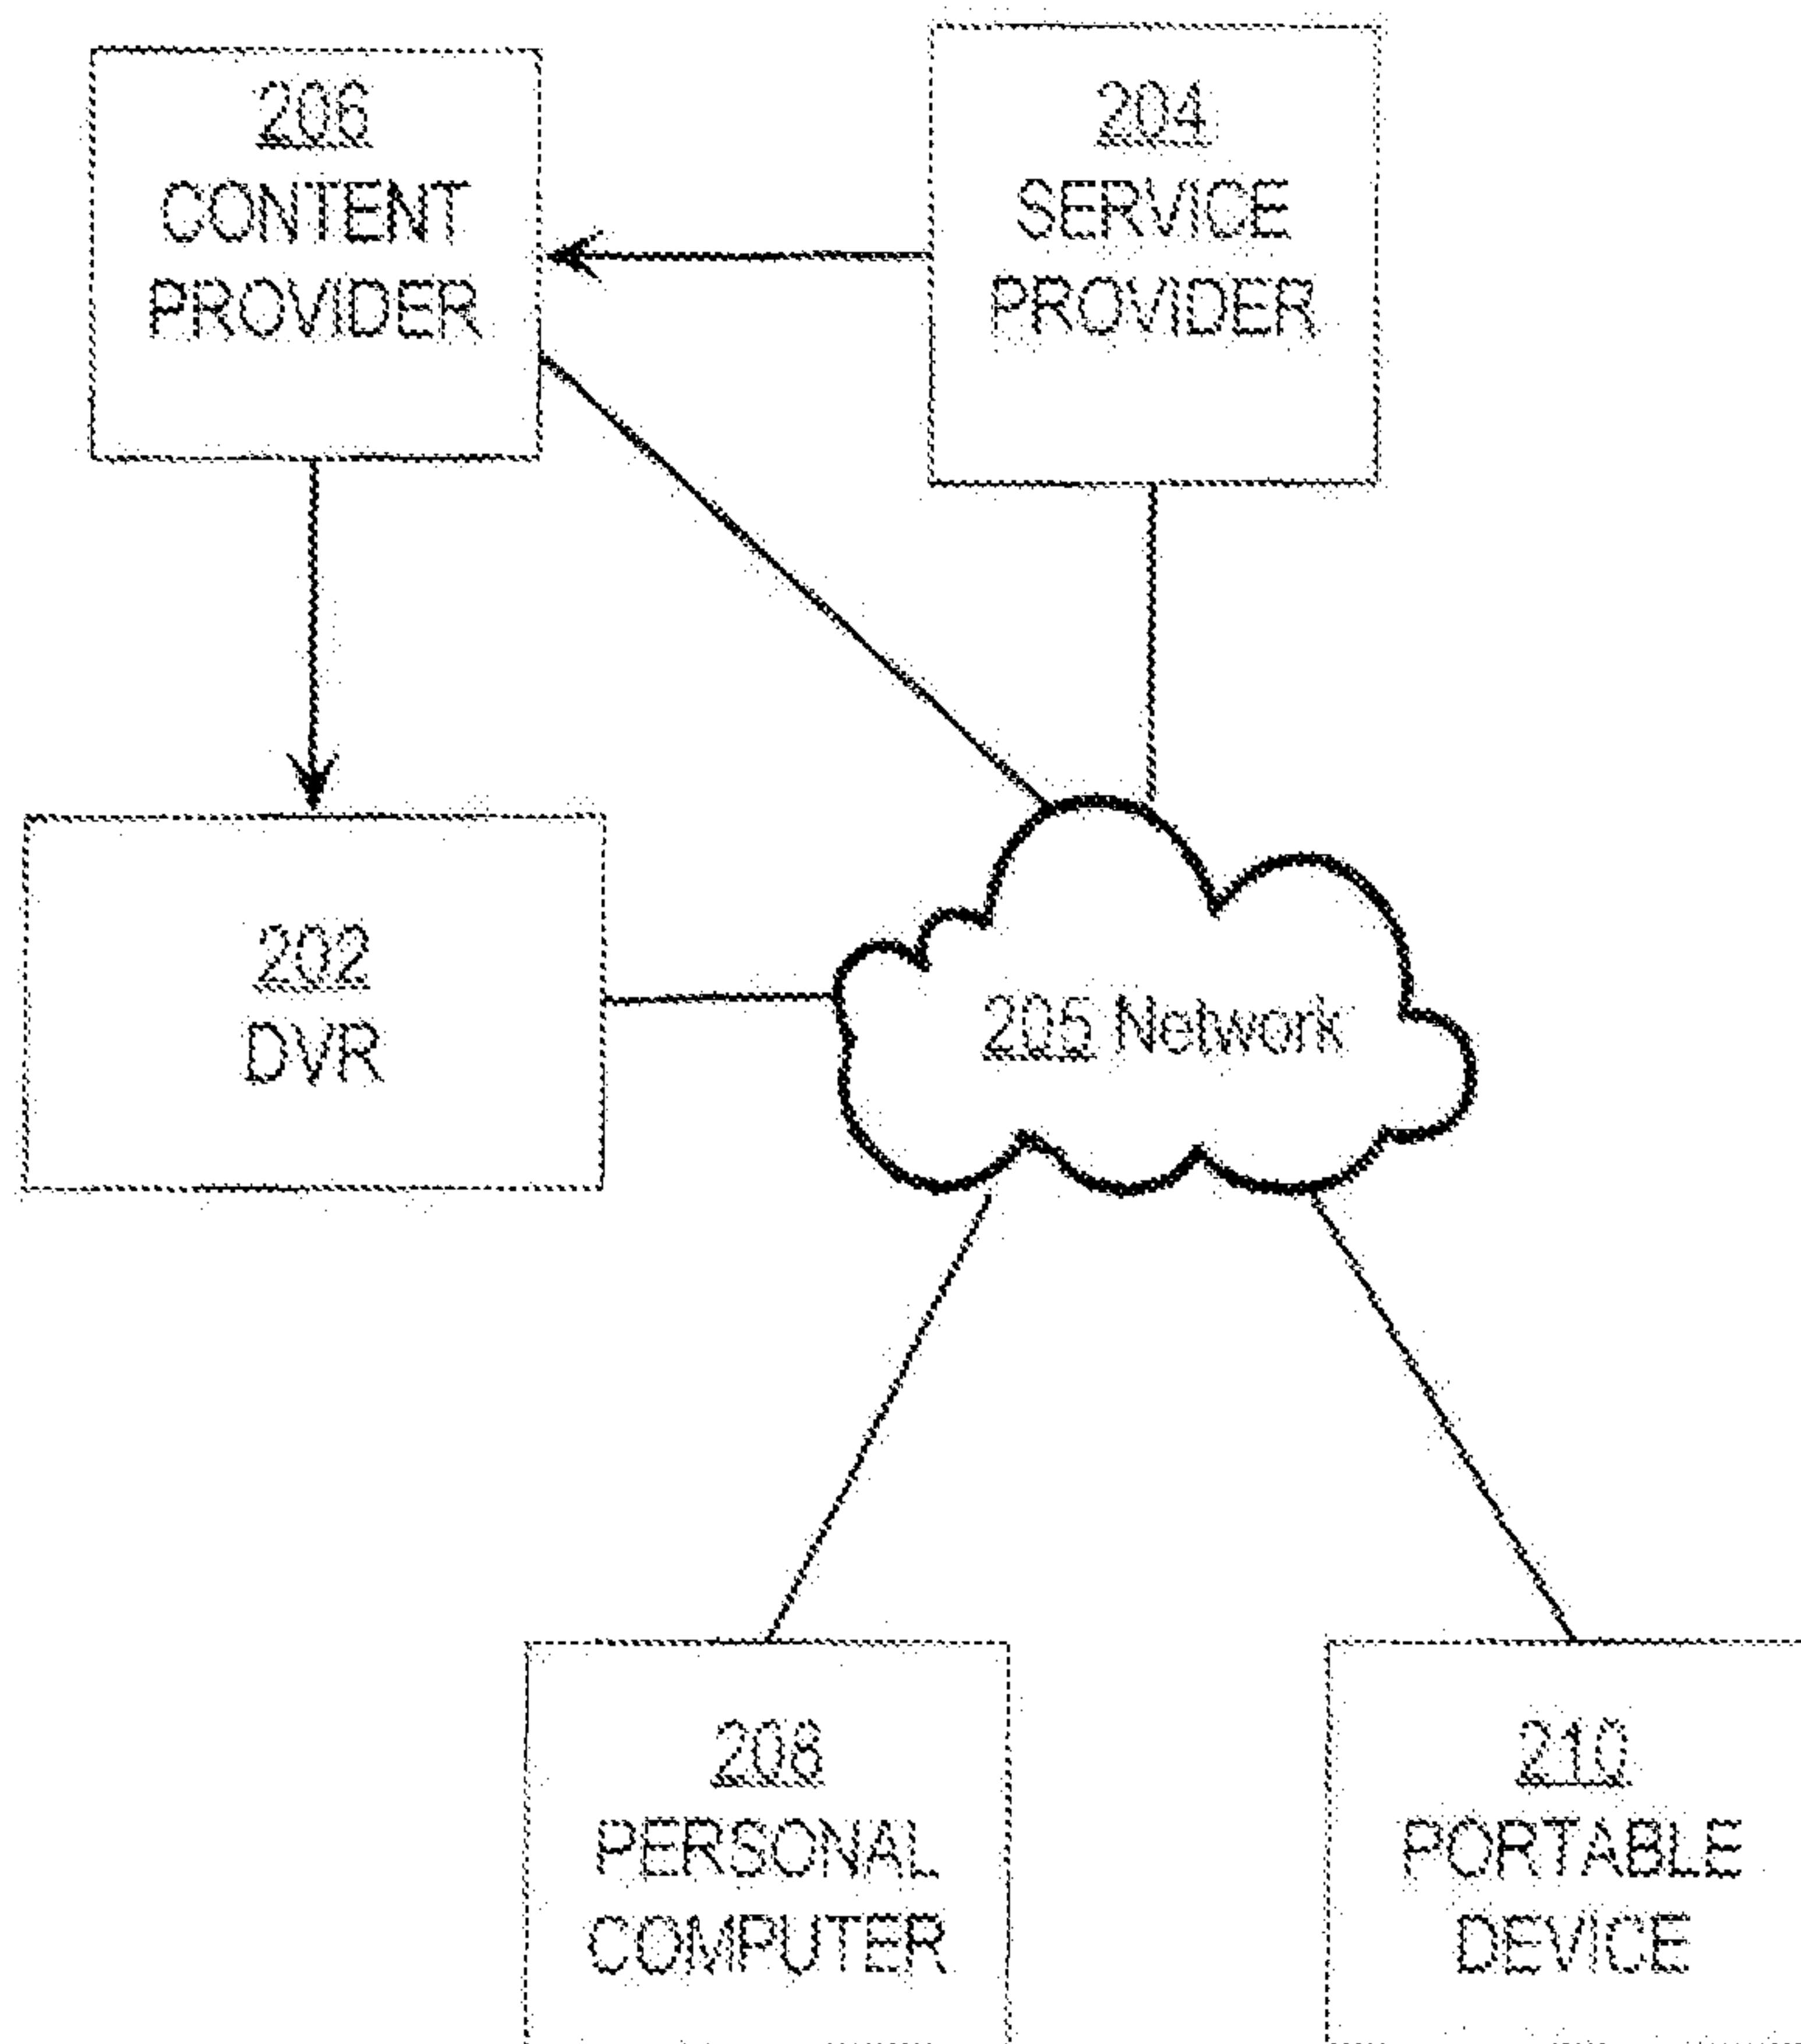 206
CONTENT
PROVIDER
204
SERVICE
PROVIDER
202
DVR
205 Network
208
PERSONAL
COMPUTER
210
PORTABLE
DEVICE